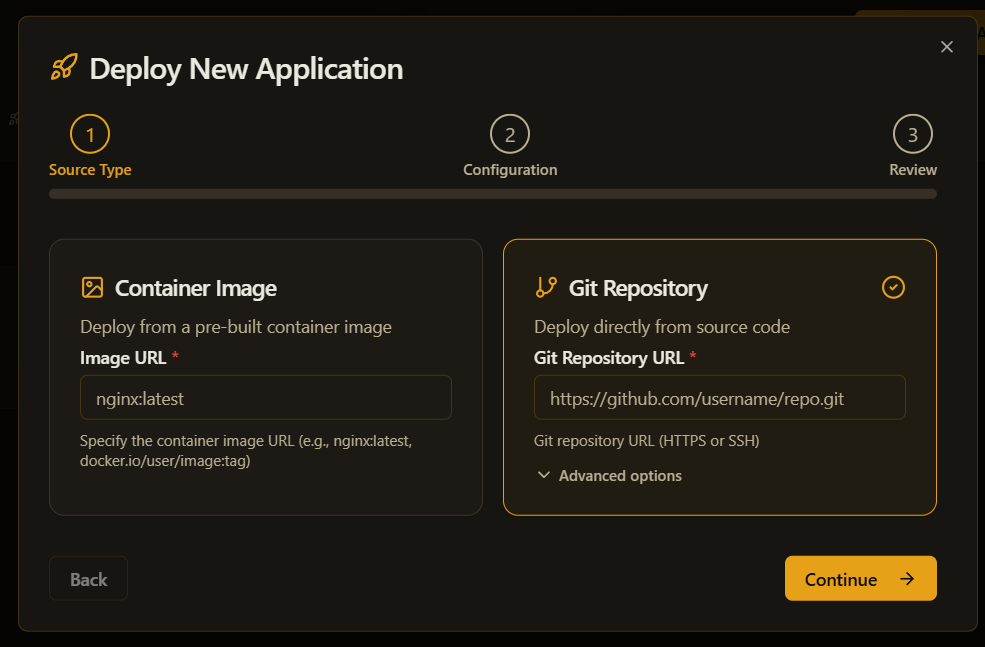 Deploy New Application
1
2
3
Source Type
Configuration
Review
Container Image
Deploy from a pre-built container image
Image URL *
nginx:latest
Specify the container image URL (e.g., nginx:latest,
docker.io/user/image:tag)
Git Repository
Deploy directly from source code
Git Repository URL *
https://github.com/username/repo.git
Git repository URL (HTTPS or SSH)
Advanced options
Back
Continue